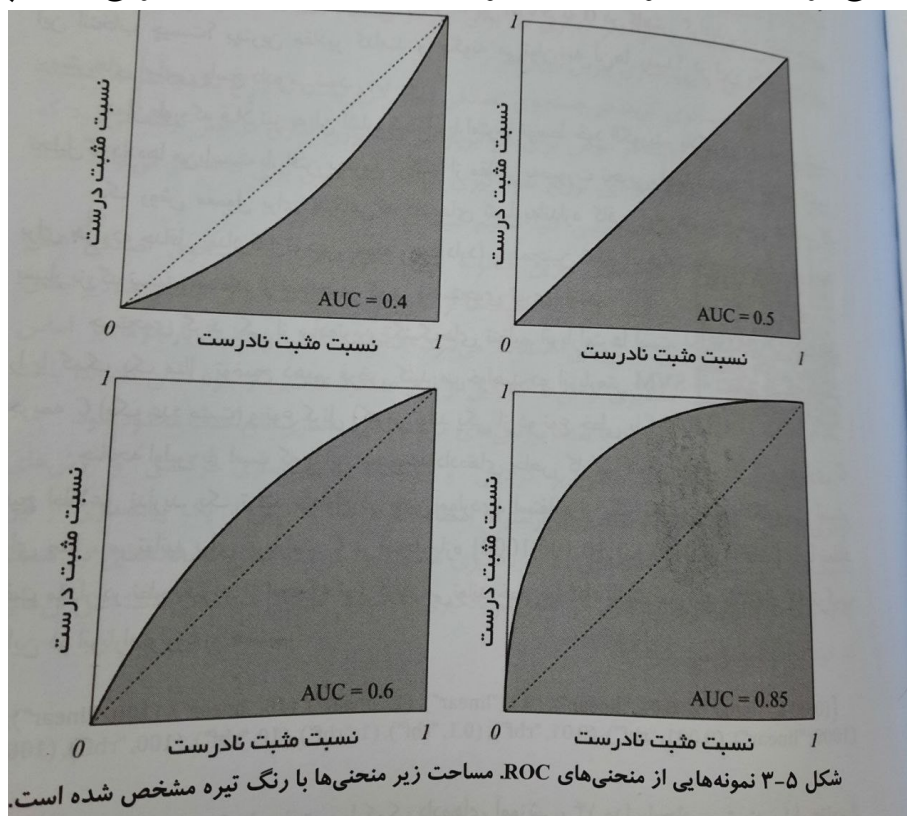 1
نسبت مثبت درست
AUC = 0.4
0
1
نسبت مثبت نادرست
1
نسبت مثبت درست
AUC = 0.5
0
1
نسبت مثبت نادرست
1
نسبت مثبت درست
AUC = 0.6
0
1
نسبت مثبت نادرست
1
نسبت مثبت درست
AUC = 0.85
0
1
نسبت مثبت نادرست
شکل ۵-۳ نمونه‌هایی از منحنی‌های ROC. مساحت زیر منحنی‌ها با رنگ تیره مشخص شده است.